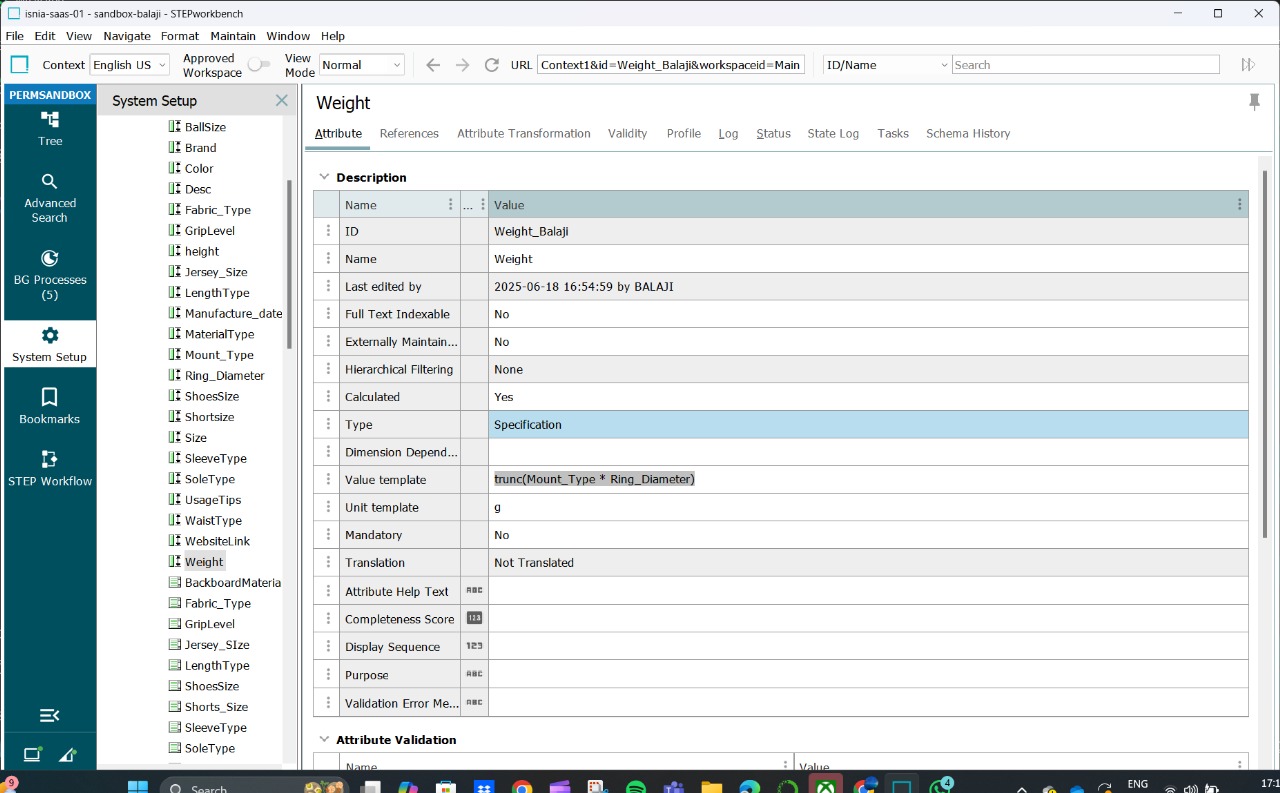 isnia-saas-01 - sandbox-balaji - STEPworkbench
File Edit View Navigate Format Maintain Window Help
Context English US Approved Workspace View Mode Normal URL Context1&id=Weight_Balaji&workspaceid=Main ID/Name Search
PERMSANDBOX
Tree
Advanced
Search
BG Processes
(5)
System Setup
Bookmarks
STEP Workflow
System Setup
BallSize
Brand
Color
Desc
Fabric_Type
GripLevel
height
Jersey_Size
LengthType
Manufacture_date
MaterialType
Mount_Type
Ring_Diameter
ShoesSize
Shortsize
Size
SleeveType
SoleType
UsageTips
WaistType
WebsiteLink
Weight
BackboardMateria
Fabric_Type
GripLevel
Jersey_SIze
LengthType
ShoesSize
Shorts_Size
SleeveType
SoleType
Weight
Attribute References Attribute Transformation Validity Profile Log Status State Log Tasks Schema History
Description
Name ... Value
ID Weight_Balaji
Name Weight
Last edited by 2025-06-18 16:54:59 by BALAJI
Full Text Indexable No
Externally Maintain... No
Hierarchical Filtering None
Calculated Yes
Type Specification
Dimension Depend...
Value template trunc(Mount_Type * Ring_Diameter)
Unit template g
Mandatory No
Translation Not Translated
Attribute Help Text ABC
Completeness Score 123
Display Sequence 123
Purpose ABC
Validation Error Me... ABC
Attribute Validation
Name Value
9 Search 4 ENG 17:1